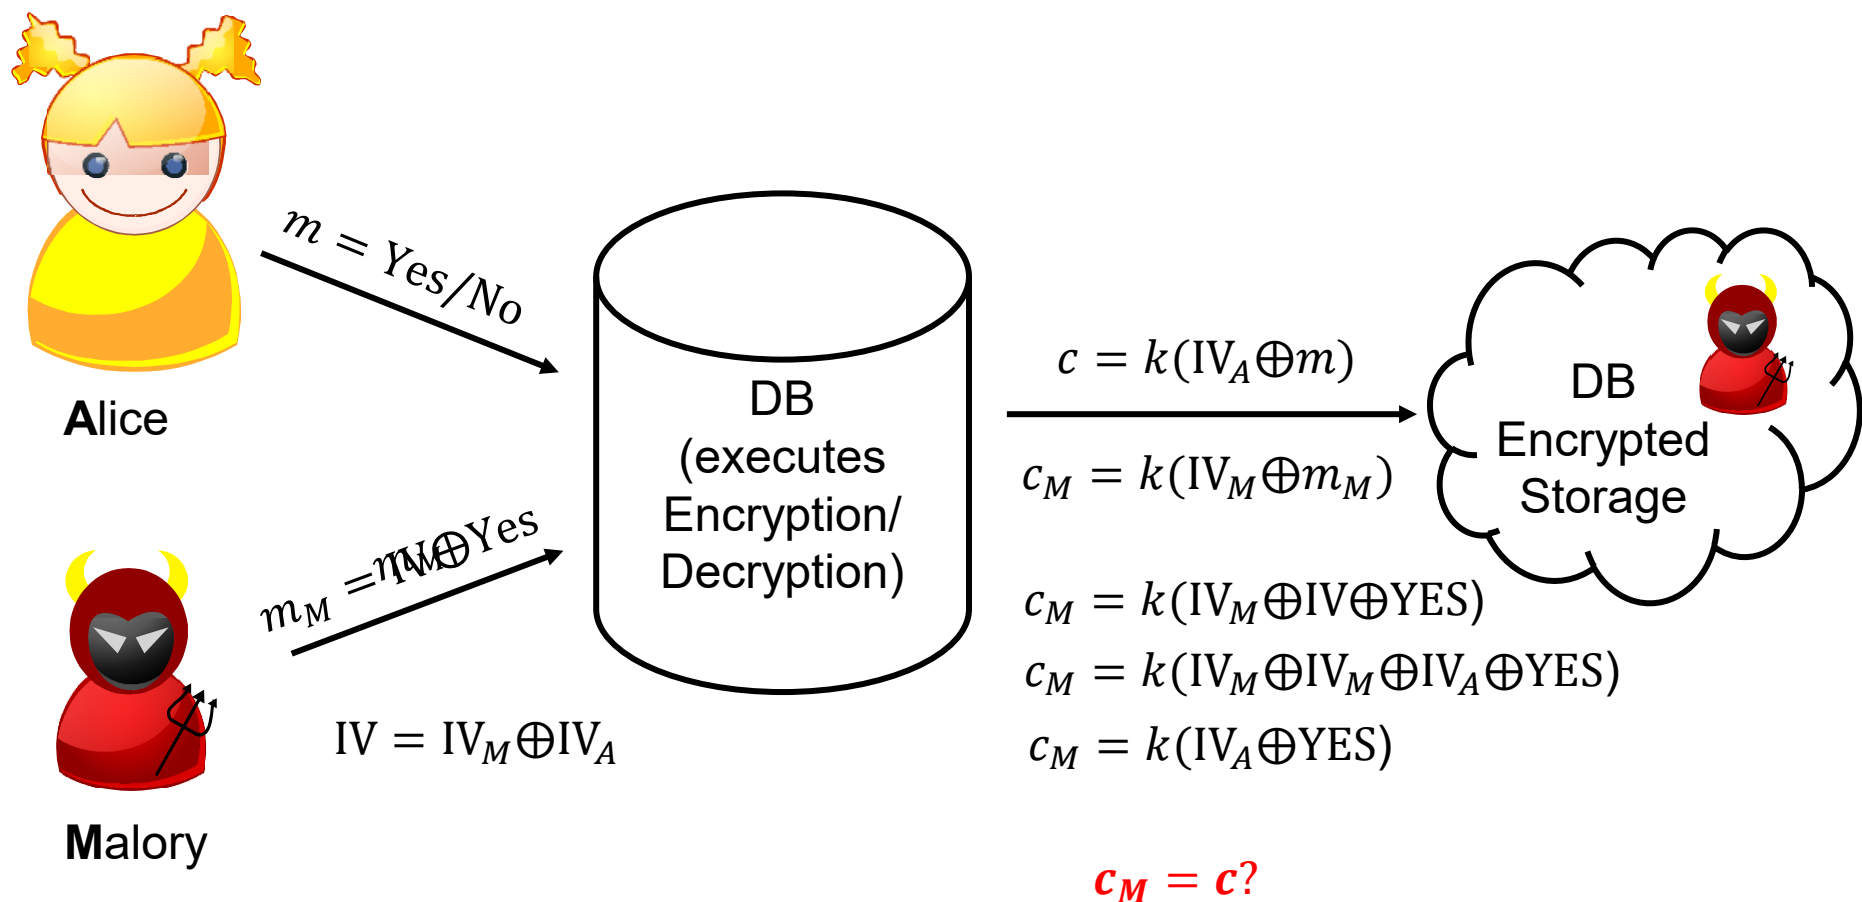 m = Yes/No
Alice
DB
(executes
Encryption/
Decryption)
c = k(IV_A⊕m)
c_M = k(IV_M⊕m_M)
DB
Encrypted
Storage
m_M = IV⊕Yes
c_M = k(IV_M⊕IV⊕YES)
c_M = k(IV_M⊕IV_M⊕IV_A⊕YES)
c_M = k(IV_A⊕YES)
IV = IV_M⊕IV_A
Malory
c_M = c?